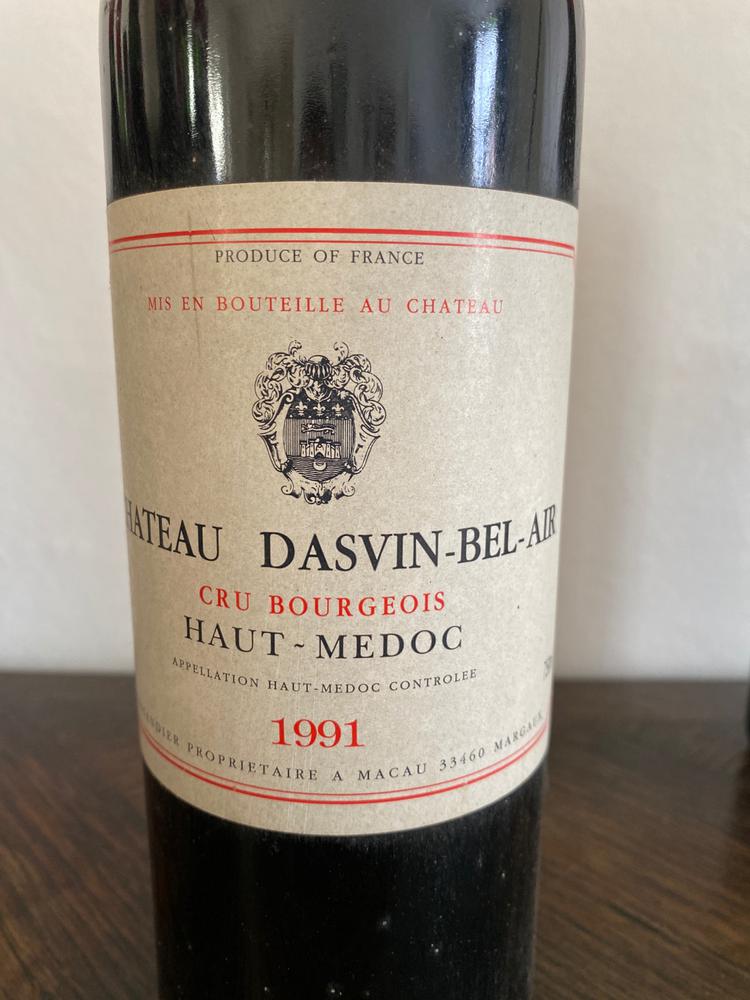 PRODUCE OF FRANCE
MIS EN BOUTEILLE AU CHATEAU
HATEAU DASVIN-BEL-AIR
CRU BOURGEOIS
HAUT~MEDOC
APPELLATION HAUT-MEDOC CONTROLEE
1991
PROPRIETAIRE A MACAU 33460 MARGAUX